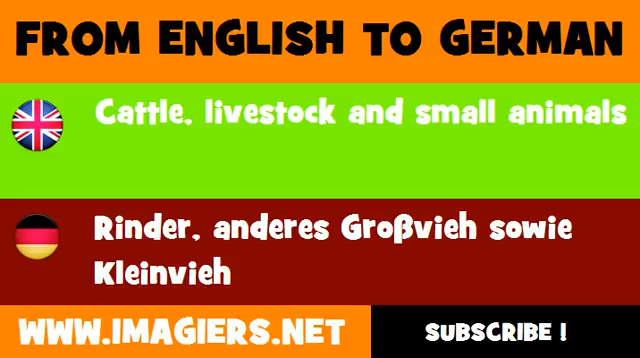 FROM ENGLISH TO GERMAN
Cattle, livestock and small animals
Rinder, anderes Großvieh sowie
Kleinvieh
WWW.IMAGIERS.NET
SUBSCRIBE !